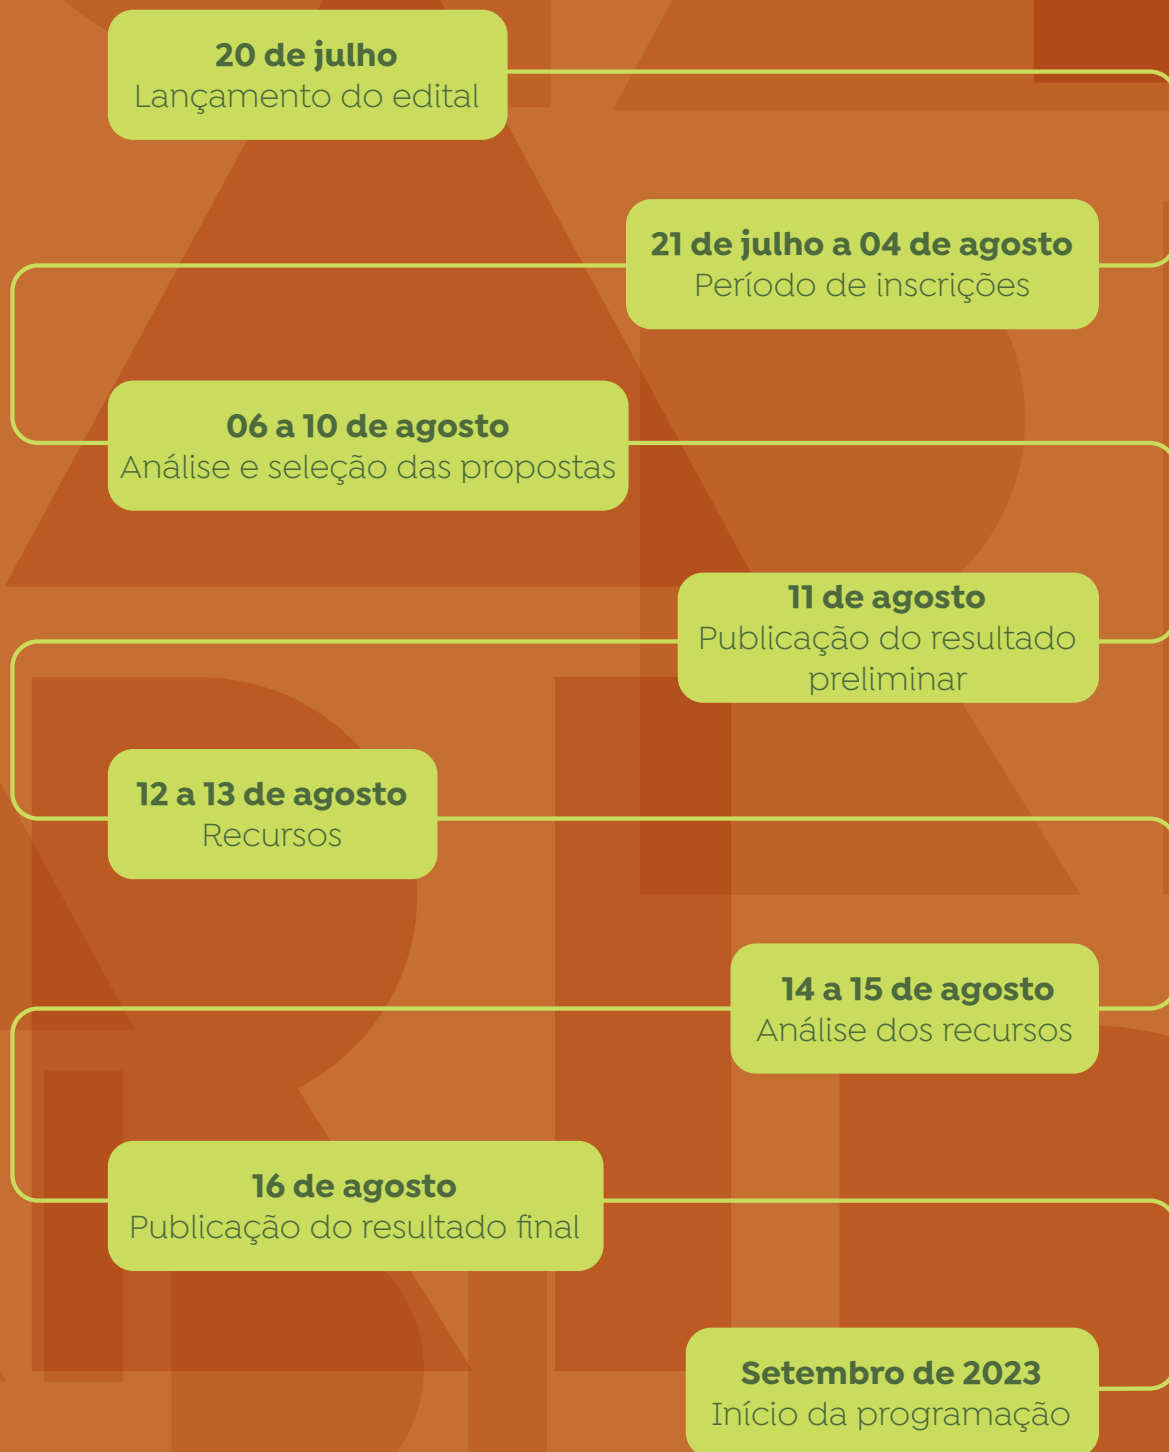 20 de julho
Lançamento do edital
21 de julho a 04 de agosto
Período de inscrições
06 a 10 de agosto
Análise e seleção das propostas
11 de agosto
Publicação do resultado
preliminar
12 a 13 de agosto
Recursos
14 a 15 de agosto
Análise dos recursos
16 de agosto
Publicação do resultado final
Setembro de 2023
Início da programação